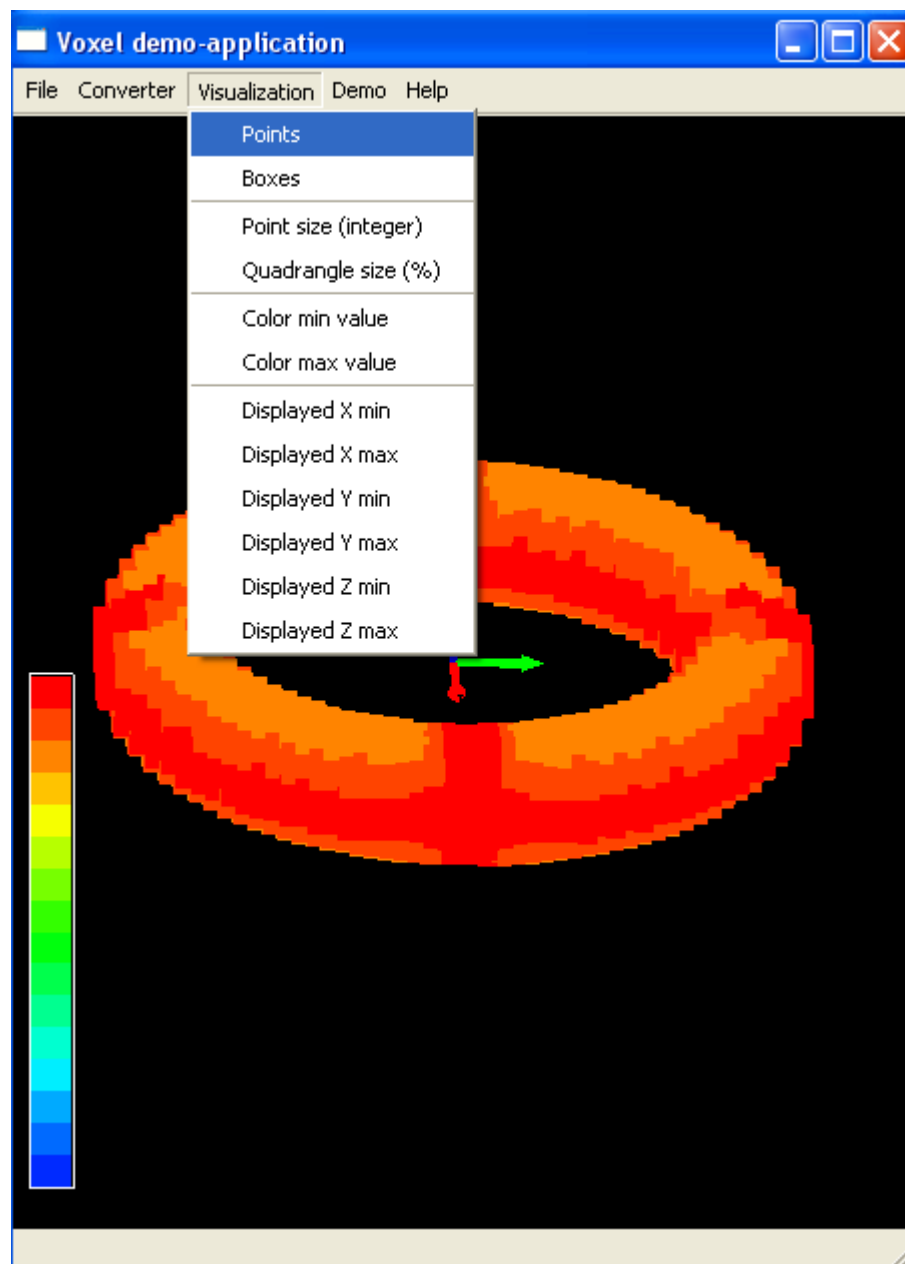 Voxel demo-application
File Converter Visualization Demo Help
Points
Boxes
Point size (integer)
Quadrangle size (%)
Color min value
Color max value
Displayed X min
Displayed X max
Displayed Y min
Displayed Y max
Displayed Z min
Displayed Z max